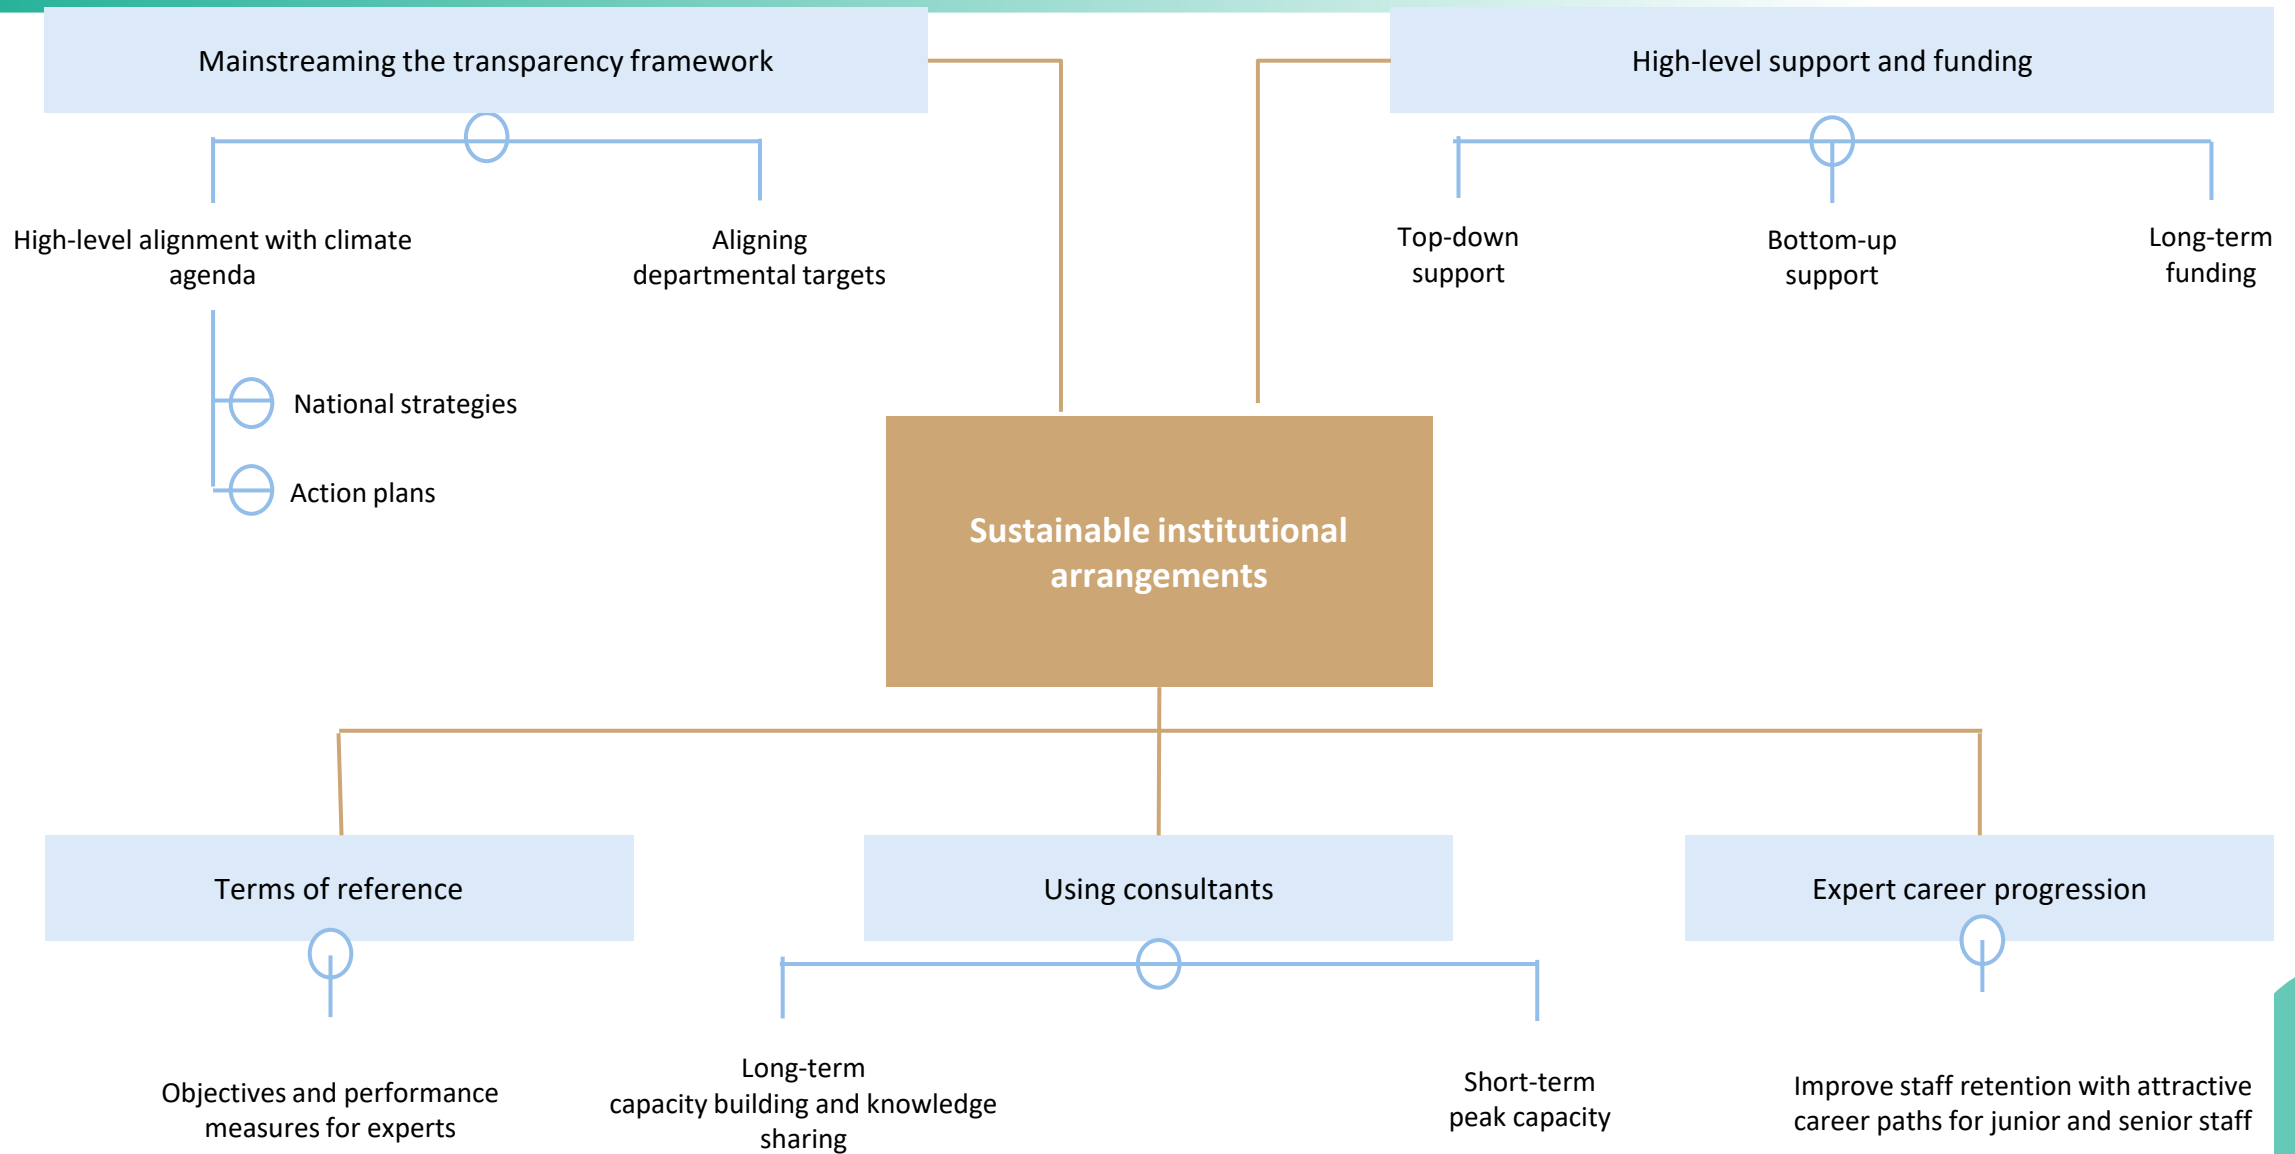 Mainstreaming the transparency framework
High-level support and funding
High-level alignment with climate
agenda
Aligning
departmental targets
Top-down
support
Bottom-up
support
Long-term
funding
National strategies
Action plans
Sustainable institutional
arrangements
Terms of reference
Using consultants
Expert career progression
Objectives and performance
measures for experts
Long-term
capacity building and knowledge
sharing
Short-term
peak capacity
Improve staff retention with attractive
career paths for junior and senior staff